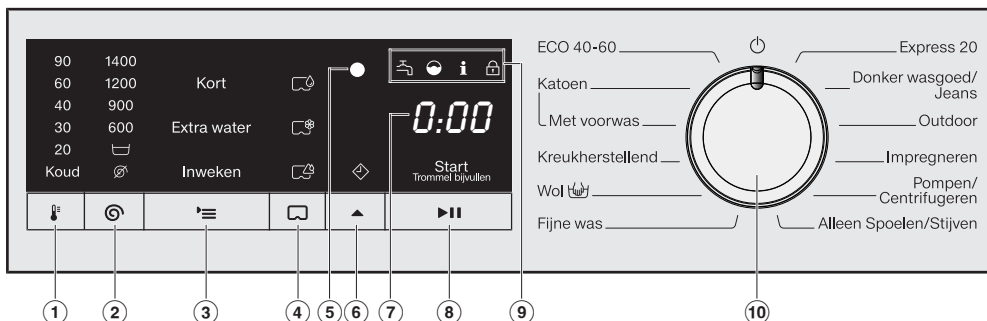 90 1400
60 1200 Kort
40 900
30 600 Extra water
20
Koud Inweken
0:00
Start
Trommel bijvullen
ECO 40-60
Katoen
Met voorwas
Kreukherstellend
Wol
Fijne was
Express 20
Donker wasgoed/
Jeans
Outdoor
Impregneren
Pompen/
Centrifugeren
Alleen Spoelen/Stijven
1 2 3 4 5 6 7 8 9 10